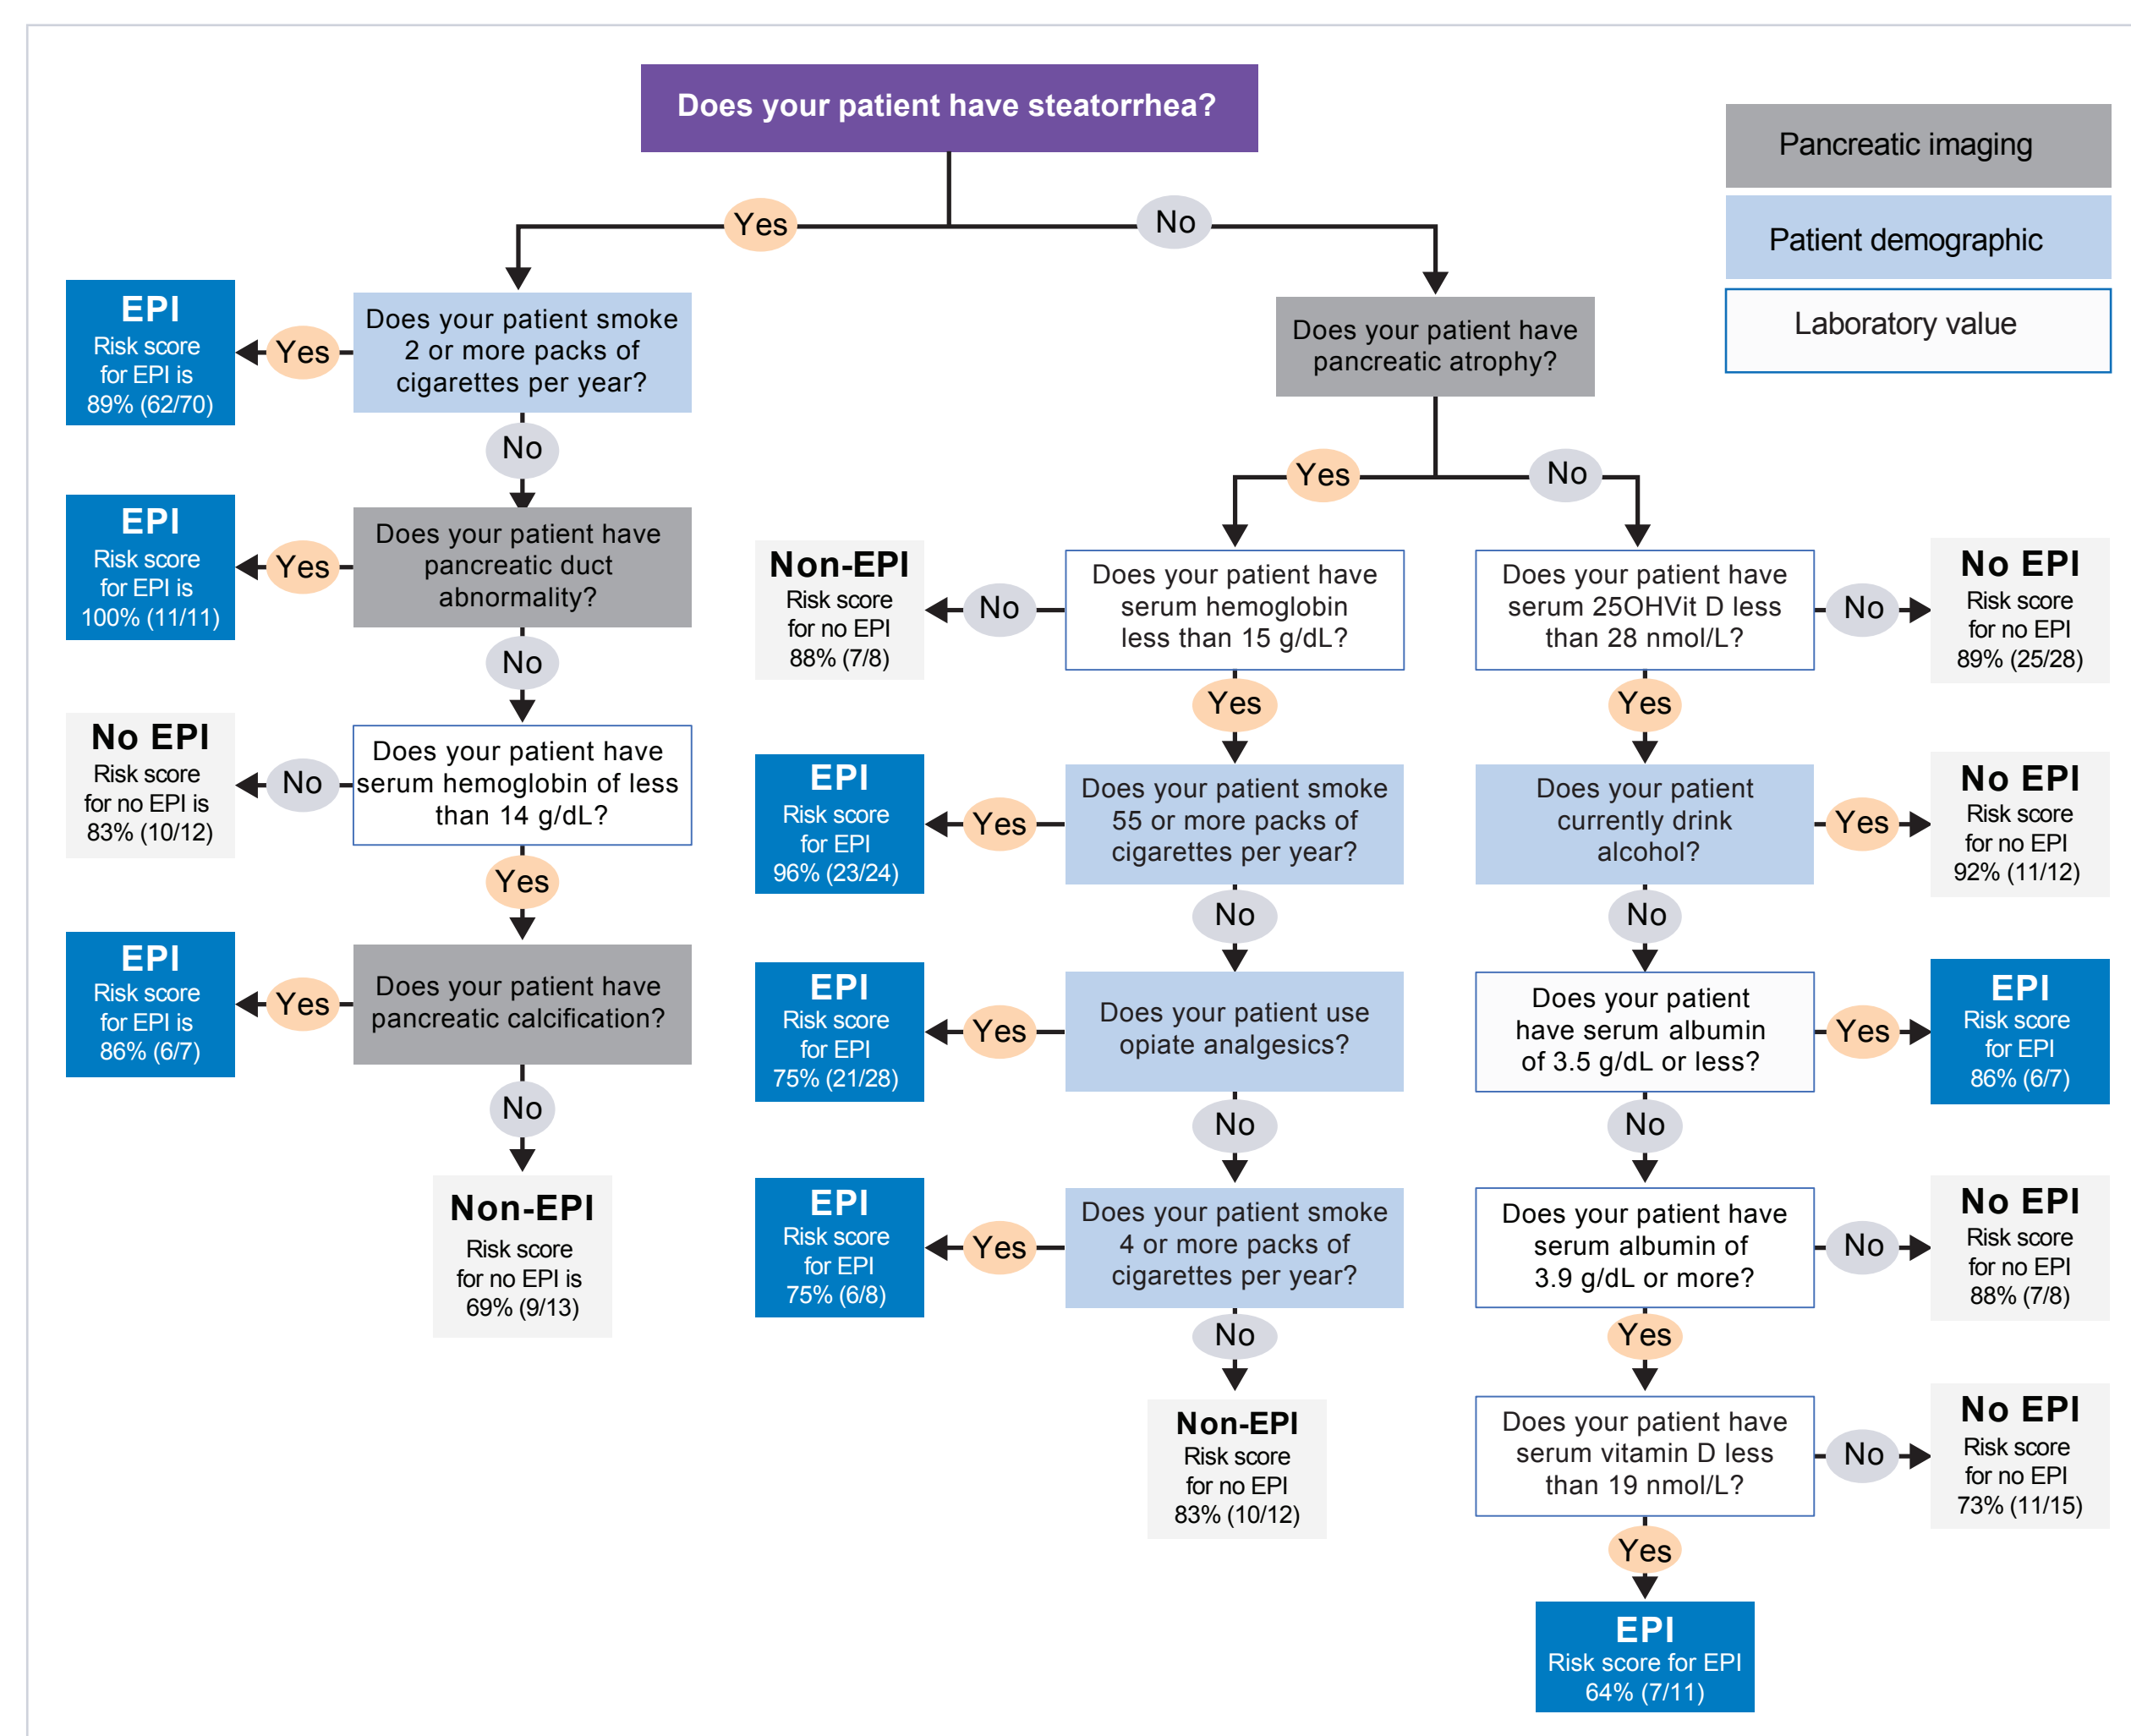 Does your patient have steatorrhea?
Pancreatic imaging
Patient demographic
Laboratory value
Yes
No
EPI
Risk score
for EPI is
89% (62/70)
Yes
Does your patient smoke
2 or more packs of
cigarettes per year?
No
EPI
Risk score
for EPI is
100% (11/11)
Yes
Does your patient have
pancreatic duct
abnormality?
No
No EPI
Risk score
for no EPI is
83% (10/12)
No
Does your patient have
serum hemoglobin of less
than 14 g/dL?
Yes
EPI
Risk score
for EPI is
86% (6/7)
Yes
Does your patient have
pancreatic calcification?
No
Non-EPI
Risk score
for no EPI is
69% (9/13)
Does your patient have
pancreatic atrophy?
Yes
No
Non-EPI
Risk score
for no EPI
88% (7/8)
No
Does your patient have
serum hemoglobin
less than 15 g/dL?
Yes
EPI
Risk score
for EPI
96% (23/24)
Yes
Does your patient smoke
55 or more packs of
cigarettes per year?
No
EPI
Risk score
for EPI
75% (21/28)
Yes
Does your patient use
opiate analgesics?
No
EPI
Risk score
for EPI
75% (6/8)
Yes
Does your patient smoke
4 or more packs of
cigarettes per year?
No
Non-EPI
Risk score
for no EPI
83% (10/12)
Does your patient have
serum 25OHVit D less
than 28 nmol/L?
No
No EPI
Risk score
for no EPI
89% (25/28)
Yes
Does your patient
currently drink
alcohol?
Yes
No EPI
Risk score
for no EPI
92% (11/12)
No
Does your patient
have serum albumin
of 3.5 g/dL or less?
Yes
EPI
Risk score
for EPI
86% (6/7)
No
Does your patient have
serum albumin of
3.9 g/dL or more?
No
No EPI
Risk score
for no EPI
88% (7/8)
Yes
Does your patient have
serum vitamin D less
than 19 nmol/L?
No
No EPI
Risk score
for no EPI
73% (11/15)
Yes
EPI
Risk score for EPI
64% (7/11)